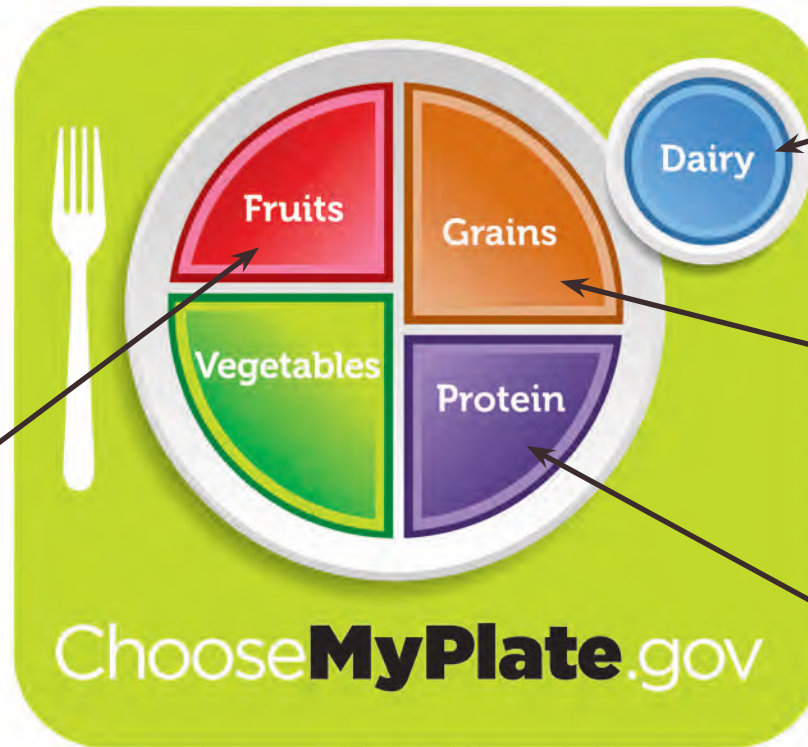 Fruits
Grains
Dairy
Vegetables
Protein
ChooseMyPlate.gov